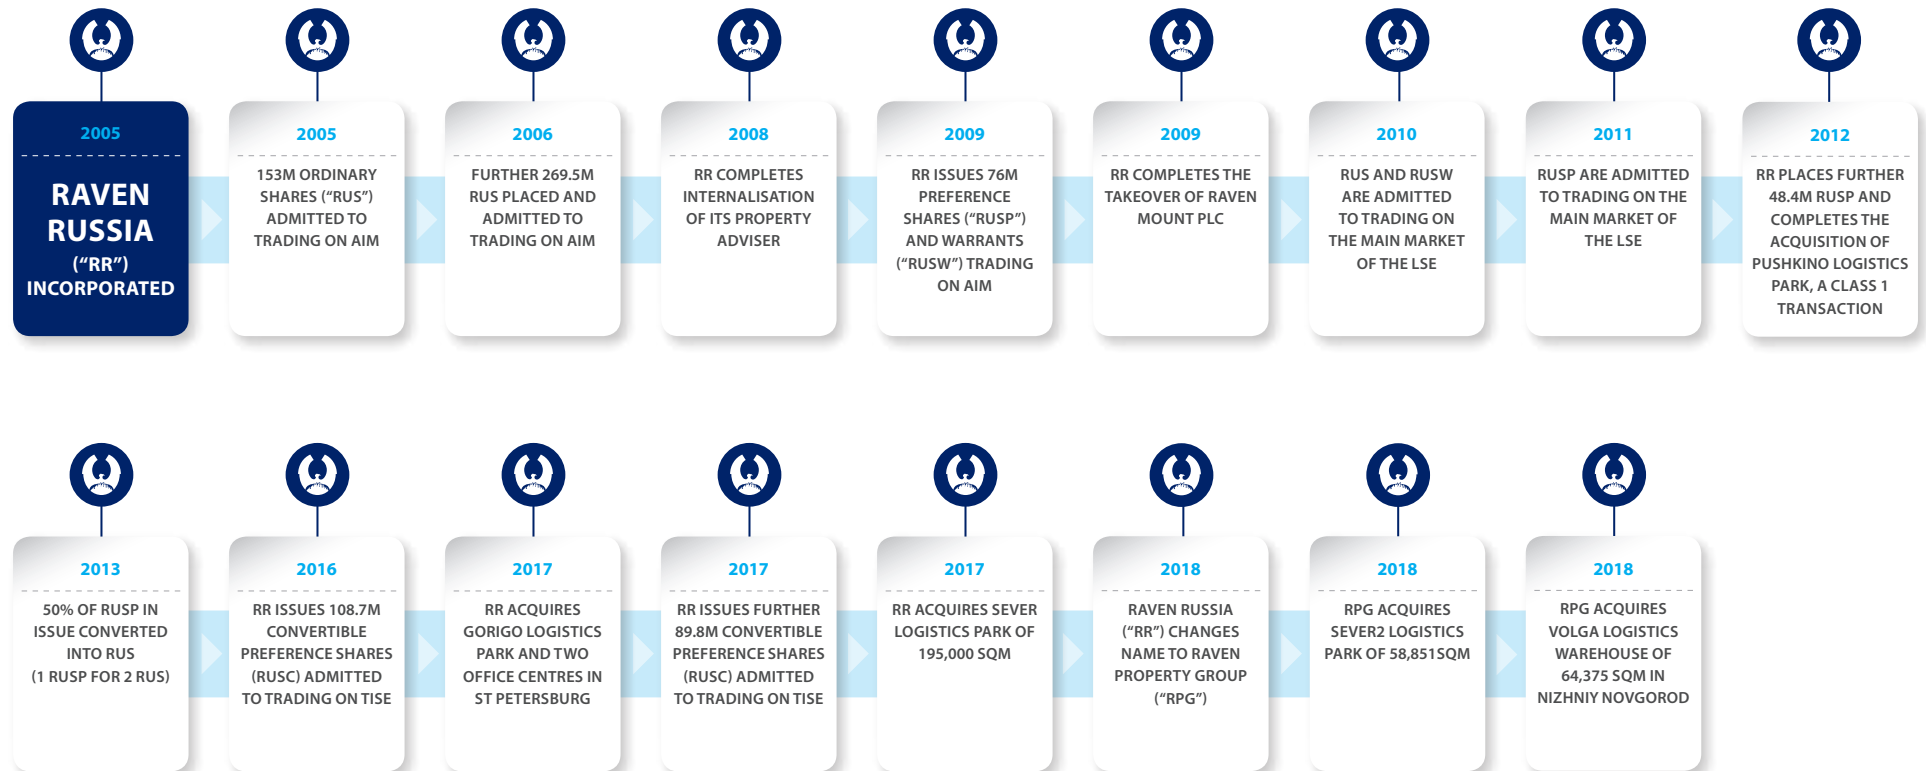 2005
RAVEN
RUSSIA
(“RR”)
INCORPORATED
2005
153M ORDINARY
SHARES (“RUS”)
ADMITTED TO
TRADING ON AIM
2006
FURTHER 269.5M
RUS PLACED AND
ADMITTED TO
TRADING ON AIM
2008
RR COMPLETES
INTERNALISATION
OF ITS PROPERTY
ADVISER
2009
RR ISSUES 76M
PREFERENCE
SHARES (“RUSP”)
AND WARRANTS
(“RUSW”) TRADING
ON AIM
2009
RR COMPLETES THE
TAKEOVER OF RAVEN
MOUNT PLC
2010
RUS AND RUSW
ARE ADMITTED
TO TRADING ON
THE MAIN MARKET
OF THE LSE
2011
RUSP ARE ADMITTED
TO TRADING ON THE
MAIN MARKET OF
THE LSE
2012
RR PLACES FURTHER
48.4M RUSP AND
COMPLETES THE
ACQUISITION OF
PUSHKINO LOGISTICS
PARK, A CLASS 1
TRANSACTION
2013
50% OF RUSP IN
ISSUE CONVERTED
INTO RUS
(1 RUSP FOR 2 RUS)
2016
RR ISSUES 108.7M
CONVERTIBLE
PREFERENCE SHARES
(RUSC) ADMITTED
TO TRADING ON TISE
2017
RR ACQUIRES
GORIGO LOGISTICS
PARK AND TWO
OFFICE CENTRES IN
ST PETERSBURG
2017
RR ISSUES FURTHER
89.8M CONVERTIBLE
PREFERENCE SHARES
(RUSC) ADMITTED
TO TRADING ON TISE
2017
RR ACQUIRES SEVER
LOGISTICS PARK OF
195,000 SQM
2018
RAVEN RUSSIA
(“RR”) CHANGES
NAME TO RAVEN
PROPERTY GROUP
(“RPG”)
2018
RPG ACQUIRES
SEVER2 LOGISTICS
PARK OF 58,851SQM
2018
RPG ACQUIRES
VOLGA LOGISTICS
WAREHOUSE OF
64,375 SQM IN
NIZHNIY NOVGOROD